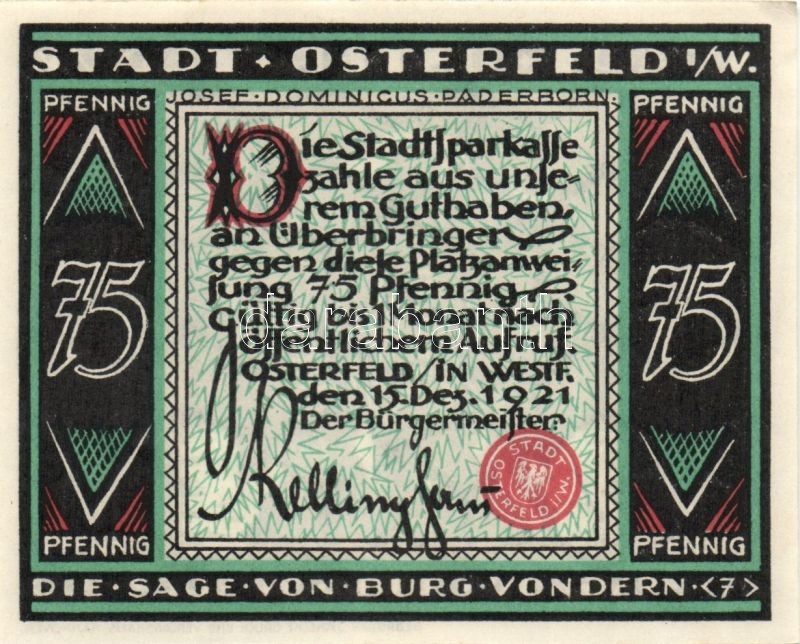 STADT · OSTERFELD I/W.
PFENNIG
JOSEF · DOMINICUS · PADERBORN.
PFENNIG
Die Stadtsparkasse
zahle aus unse-
rem Guthaben,
an Überbringer
gegen diese Platzanwei-
sung 75 Pfennig
Gültig bis 1 Monat nach
öffentlichem Aufruf.
OSTERFELD / IN WESTF.
den 15. Dez. 1921
Der Bürgermeister:
75
75
STADT
OSTERFELD I/W.
PFENNIG
PFENNIG
DIE · SAGE · VON · BURG · VONDERN · <7>
darabanth